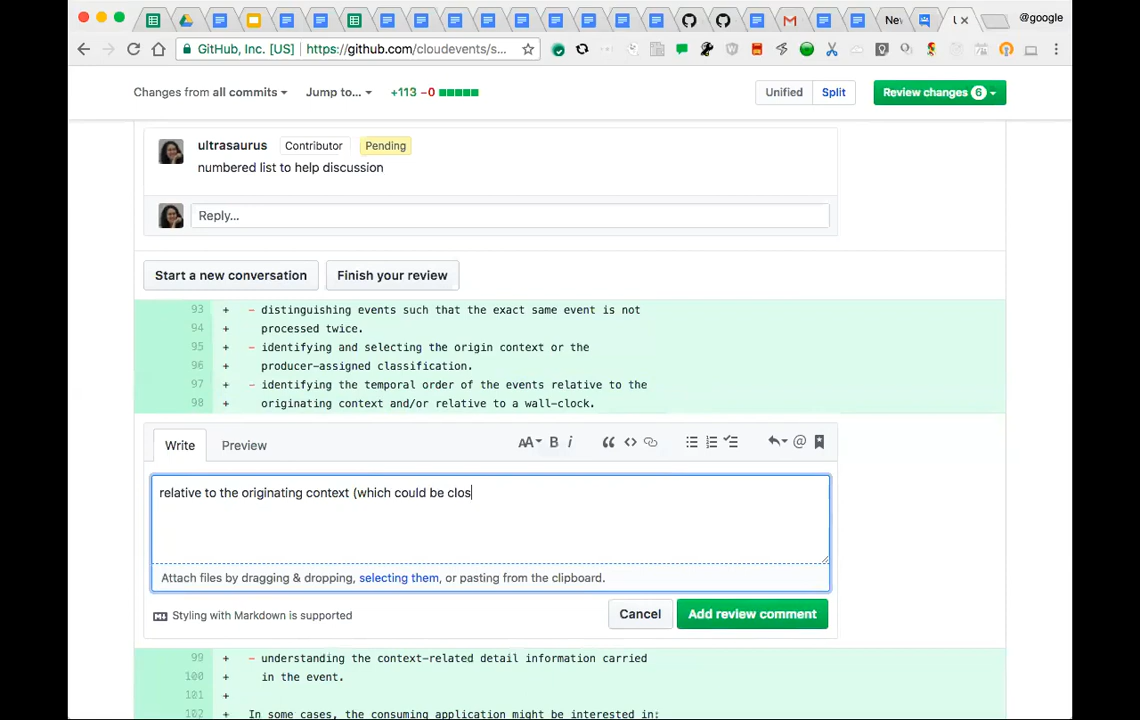 New
@google
GitHub, Inc. [US]
https://github.com/cloudevents/s...
Changes from all commits
Jump to...
+113 −0
Unified
Split
Review changes 6
ultrasaurus
Contributor
Pending
numbered list to help discussion
Reply...
Start a new conversation
Finish your review
93 + - distinguishing events such that the exact same event is not
94 + processed twice.
95 + - identifying and selecting the origin context or the
96 + producer-assigned classification.
97 + - identifying the temporal order of the events relative to the
98 + originating context and/or relative to a wall-clock.
Write
Preview
AA B i
relative to the originating context (which could be clos
Attach files by dragging & dropping, selecting them, or pasting from the clipboard.
Styling with Markdown is supported
Cancel
Add review comment
99 + - understanding the context-related detail information carried
100 + in the event.
101 +
102 + In some cases, the consuming application might be interested in: